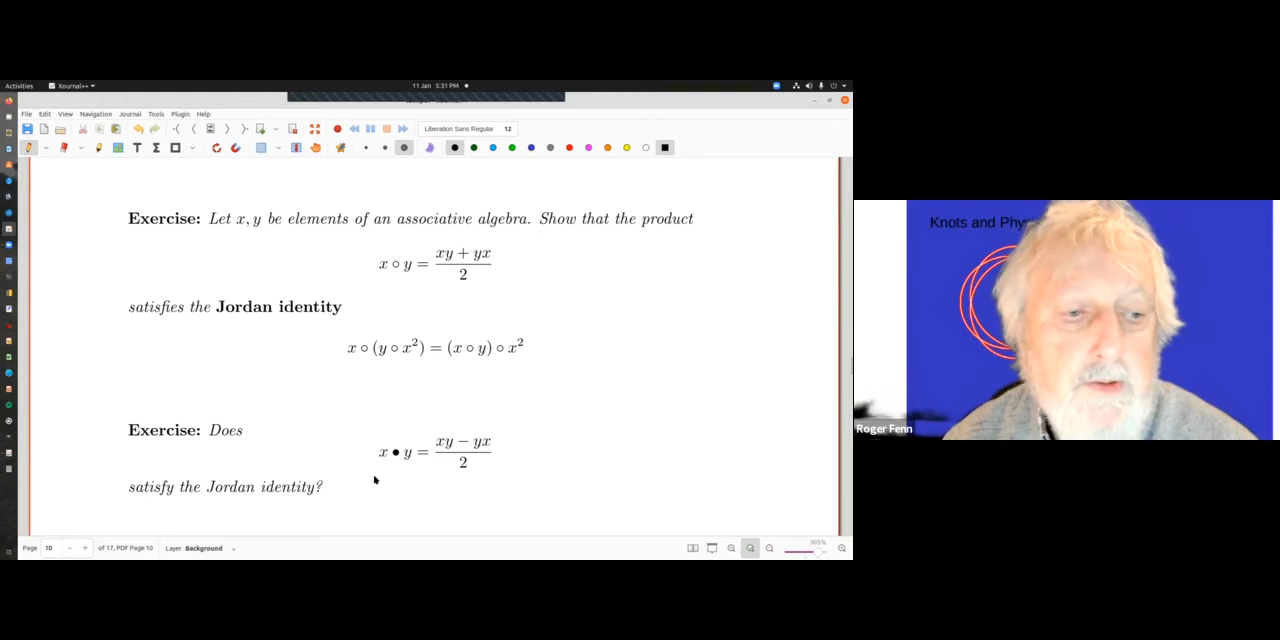 Activities Xournal++ 11 Jan 5:31 PM
File Edit View Navigation Journal Tools Plugin Help
Liberation Sans Regular 12
Exercise: Let x, y be elements of an associative algebra. Show that the product
x ∘ y = (xy + yx)/2
satisfies the Jordan identity
x ∘ (y ∘ x²) = (x ∘ y) ∘ x²
Exercise: Does
x • y = (xy − yx)/2
satisfy the Jordan identity?
Page 10 of 17, PDF Page 10 Layer Background 305%
Knots and Phy
Roger Fenn